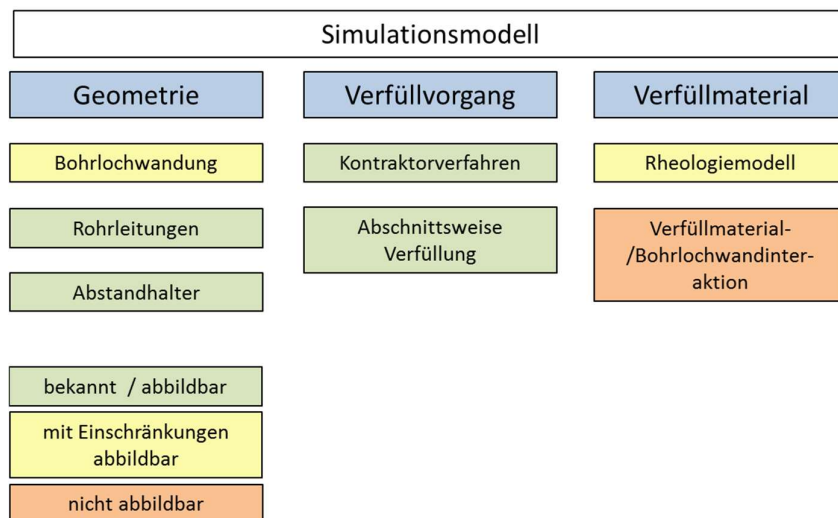 Simulationsmodell
Geometrie
Verfüllvorgang
Verfüllmaterial
Bohrlochwandung
Kontraktorverfahren
Rheologiemodell
Rohrleitungen
Abschnittsweise
Verfüllung
Verfüllmaterial-
/Bohrlochwandinter-
aktion
Abstandhalter
bekannt / abbildbar
mit Einschränkungen
abbildbar
nicht abbildbar